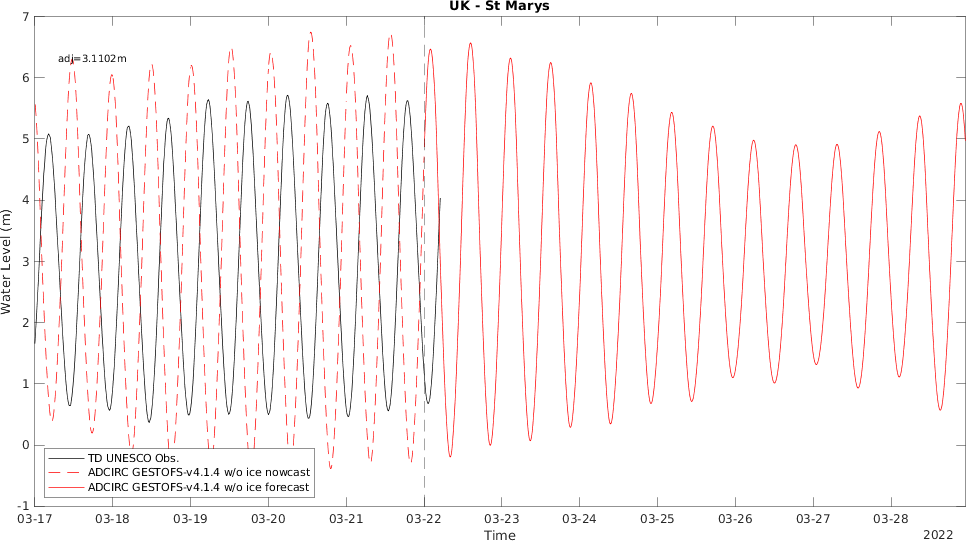 UK - St Marys
adj=3.1102m
7
6
5
4
3
2
1
0
-1
Water Level (m)
TD UNESCO Obs.
ADCIRC GESTOFS-v4.1.4 w/o ice nowcast
ADCIRC GESTOFS-v4.1.4 w/o ice forecast
03-17 03-18 03-19 03-20 03-21 03-22 03-23 03-24 03-25 03-26 03-27 03-28
Time
2022